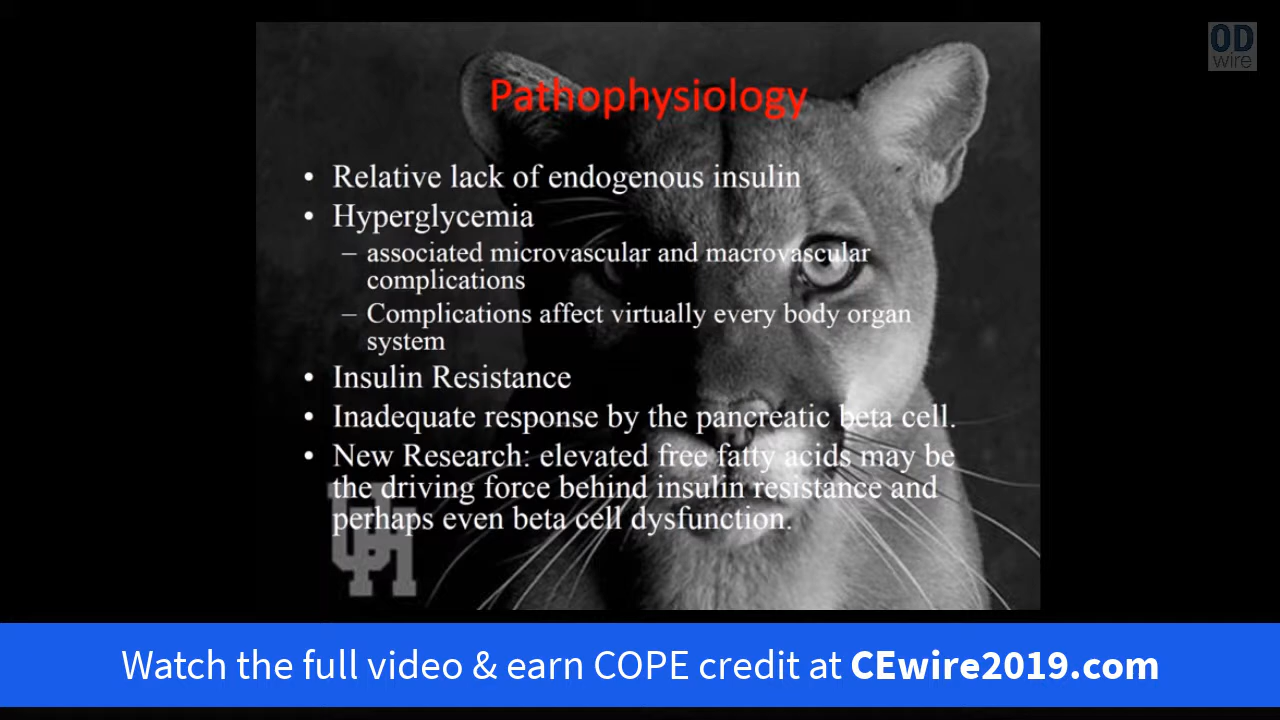 OD
wire
Pathophysiology
• Relative lack of endogenous insulin
• Hyperglycemia
– associated microvascular and macrovascular
complications
– Complications affect virtually every body organ
system
• Insulin Resistance
• Inadequate response by the pancreatic beta cell.
• New Research: elevated free fatty acids may be
the driving force behind insulin resistance and
perhaps even beta cell dysfunction.
UH
Watch the full video & earn COPE credit at CEwire2019.com